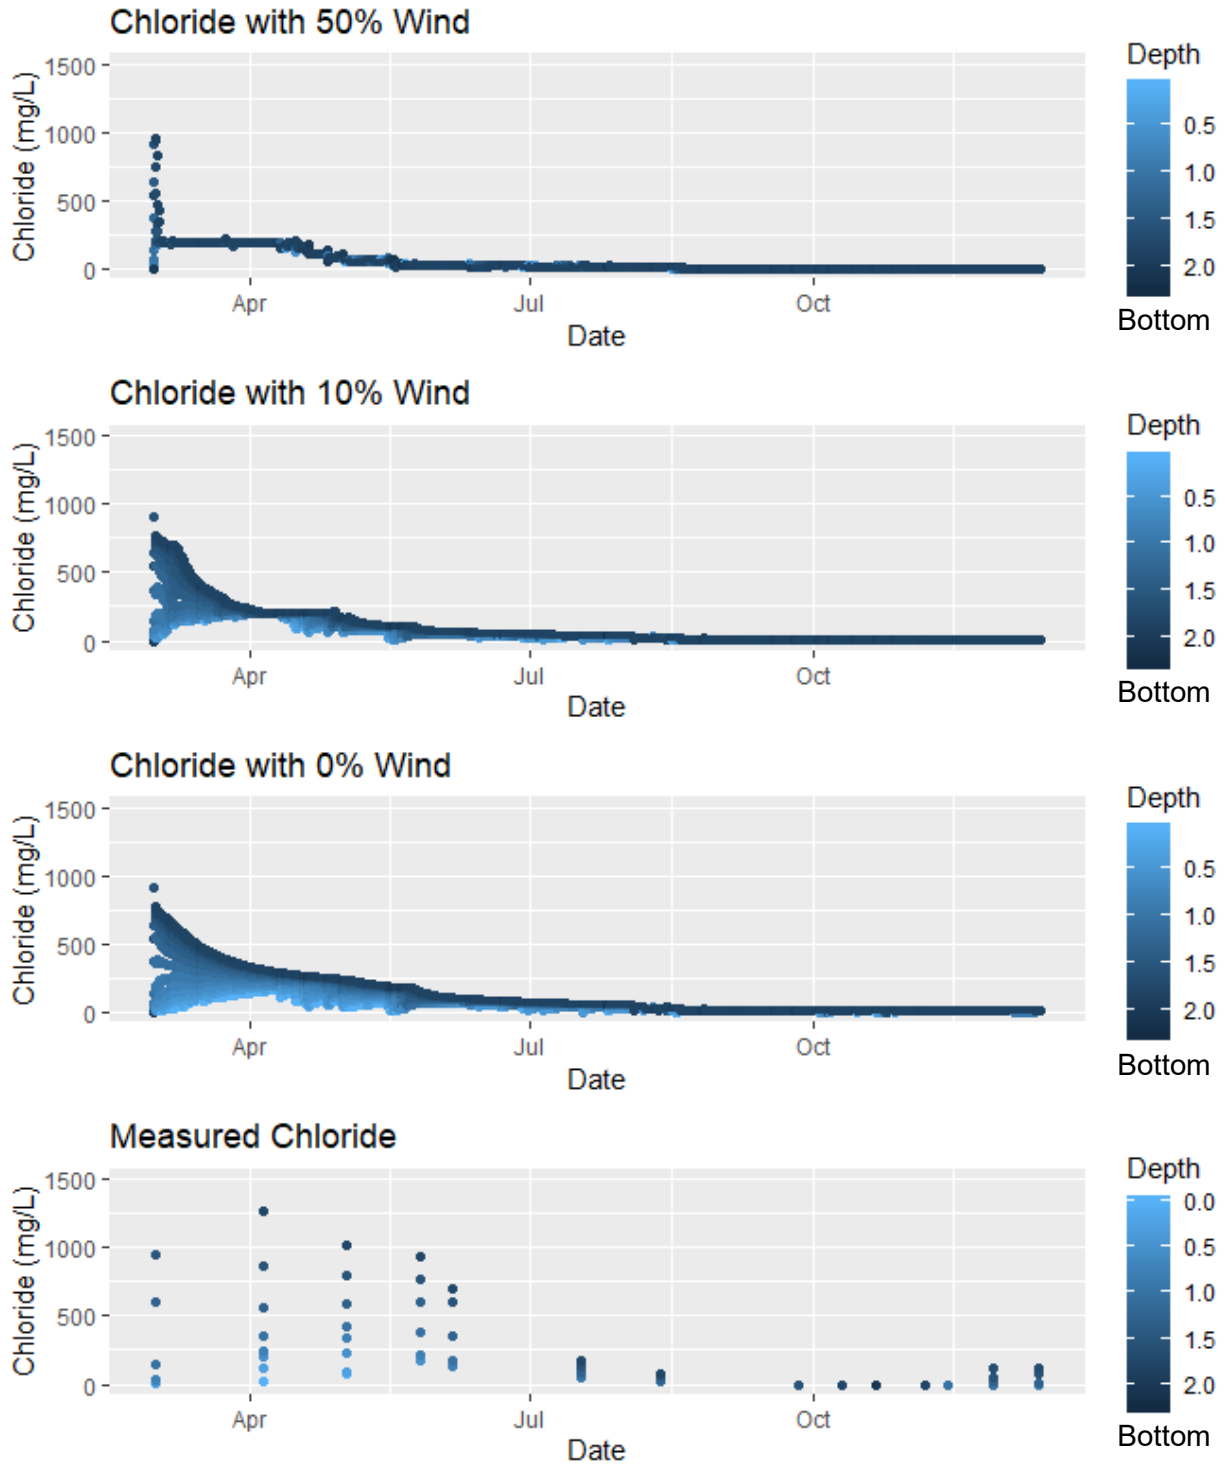 Chloride with 50% Wind
Chloride (mg/L)
1500
1000
500
0
Apr
Jul
Oct
Date
Depth
0.5
1.0
1.5
2.0
Bottom
Chloride with 10% Wind
Chloride (mg/L)
1500
1000
500
0
Apr
Jul
Oct
Date
Depth
0.5
1.0
1.5
2.0
Bottom
Chloride with 0% Wind
Chloride (mg/L)
1500
1000
500
0
Apr
Jul
Oct
Date
Depth
0.5
1.0
1.5
2.0
Bottom
Measured Chloride
Chloride (mg/L)
1500
1000
500
0
Apr
Jul
Oct
Date
Depth
0.0
0.5
1.0
1.5
2.0
Bottom